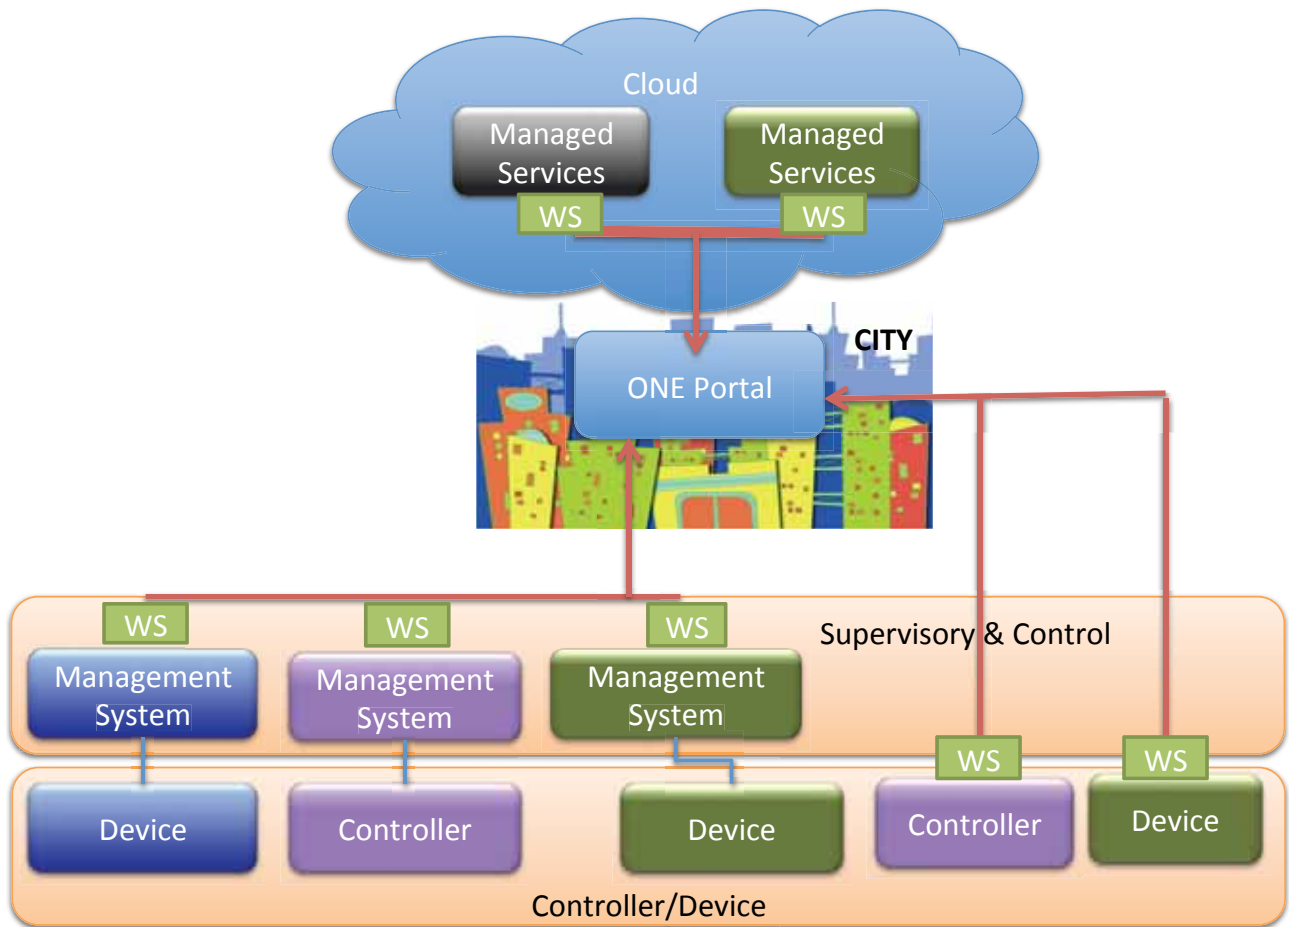 Cloud
Managed
Services
Managed
Services
WS
WS
CITY
ONE Portal
WS
WS
WS
Supervisory & Control
Management
System
Management
System
Management
System
WS
WS
Device
Controller
Device
Controller
Device
Controller/Device